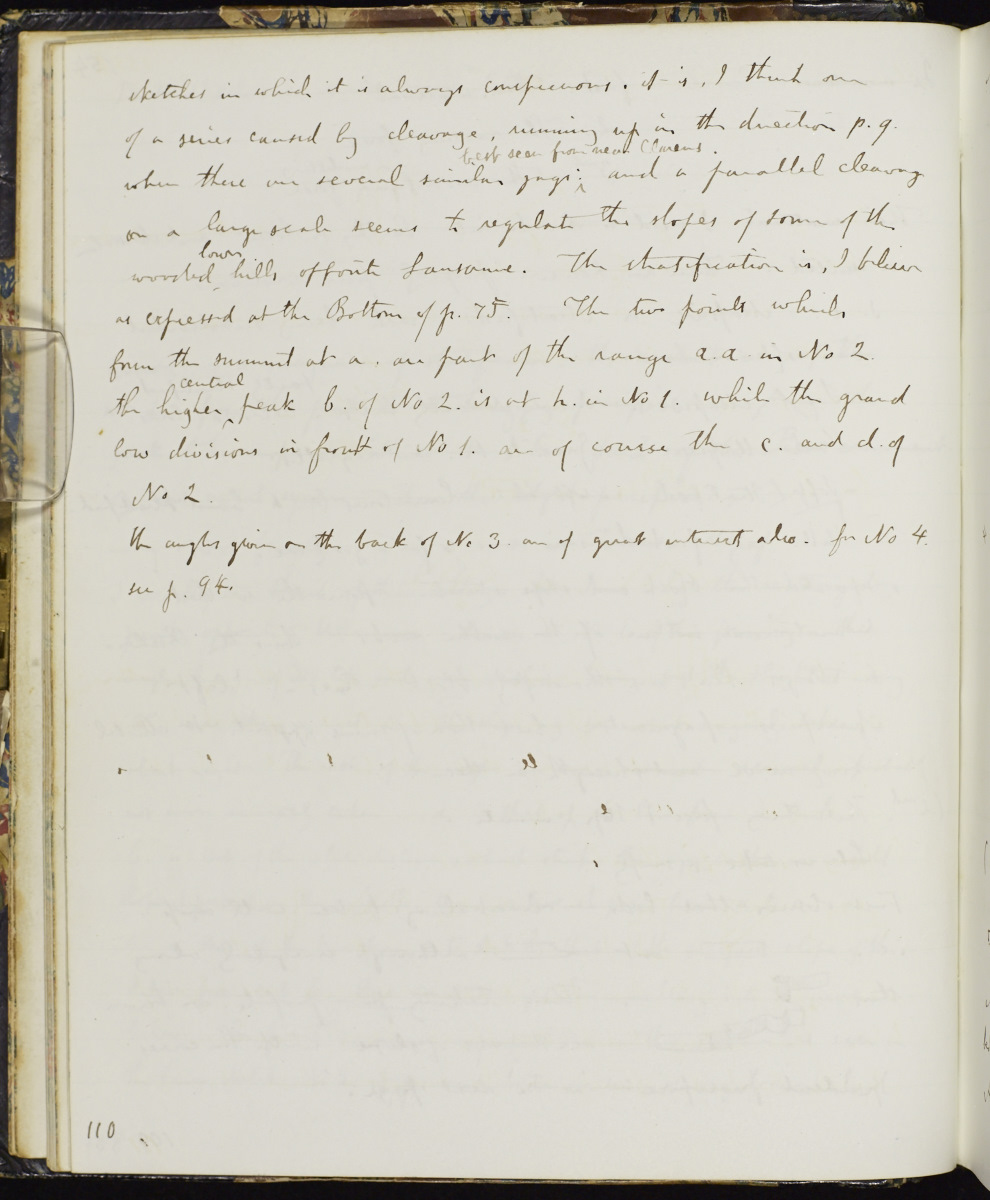 sketches in which it is always conspicuous. it is, I think one
of a series caused by cleavage, running up in the direction p. q.
best seen from near Clarens.
when there are several similar jags; and a parallel cleavage
on a large scale seems to regulate the slopes of some of the
lower
wooded hills opposite Lausanne. The stratification is, I believe
as expressed at the Bottom of p. 75. The two points which
form the summit at a. are part of the range a.a. in No 2.
central
the higher peak b. of No 2. is at h. in No 1. while the grand
low divisions in front of No 1. are of course the c. and d. of
No 2.
the angles given on the back of No 3. are of great interest also. for No 4.
see p. 94.
110